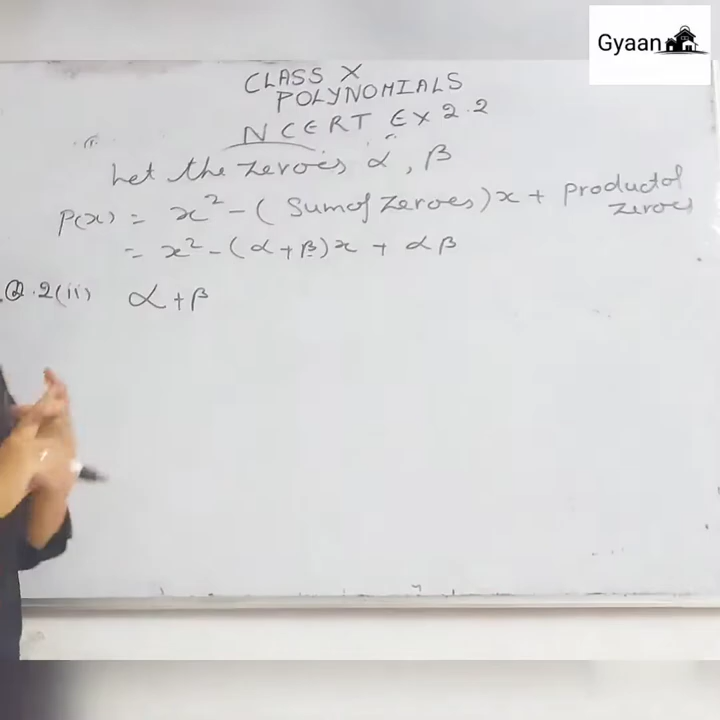 Gyaan
CLASS X
POLYNOMIALS
NCERT EX 2.2
Let the zeroes α, β
P(x) = x² - (Sum of zeroes)x + product of zeroes
= x² - (α + β)x + αβ
Q.2(ii) α + β